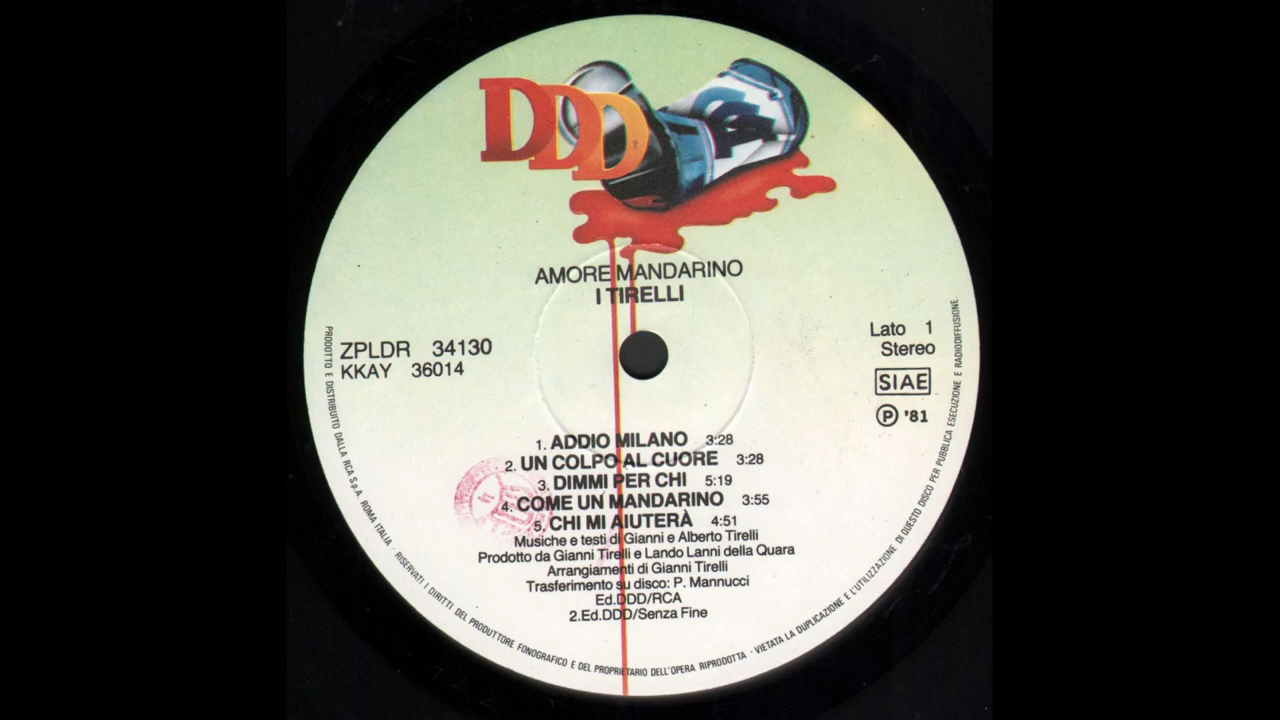 DDD
AMORE MANDARINO
I TIRELLI
ZPLDR 34130
KKAY 36014
Lato 1
Stereo
SIAE
Ⓟ '81
1. ADDIO MILANO 3:28
2. UN COLPO AL CUORE 3:28
3. DIMMI PER CHI 5:19
4. COME UN MANDARINO 3:55
5. CHI MI AIUTERÀ 4:51
Musiche e testi di Gianni e Alberto Tirelli
Prodotto da Gianni Tirelli e Lando Lanni della Quara
Arrangiamenti di Gianni Tirelli
Trasferimento su disco: P. Mannucci
Ed.DDD/RCA
2.Ed.DDD/Senza Fine
PRODOTTO E DISTRIBUITO DALLA RCA S.p.A. ROMA ITALIA · RISERVATI I DIRITTI DEL PRODUTTORE FONOGRAFICO E DEL PROPRIETARIO DELL'OPERA RIPRODOTTA · VIETATA LA DUPLICAZIONE E L'UTILIZZAZIONE DI QUESTO DISCO PER PUBBLICA ESECUZIONE E RADIODIFFUSIONE